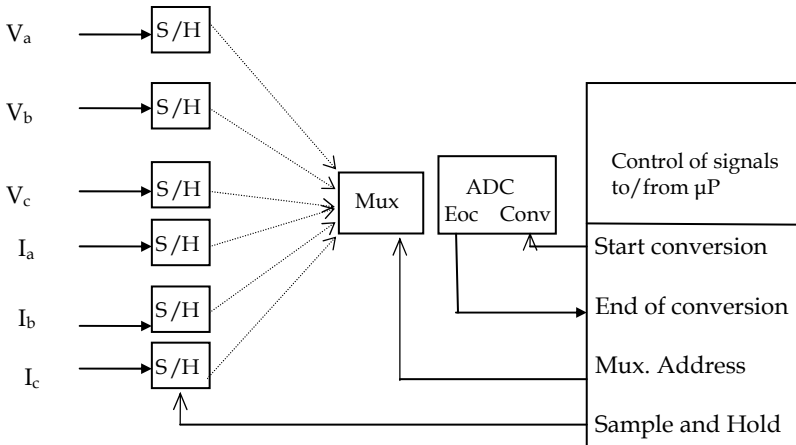 Va
S/H
Vb
S/H
Vc
S/H
Ia
S/H
Ib
S/H
Ic
S/H
Mux
ADC
Eoc Conv
Control of signals
to/from µP
Start conversion
End of conversion
Mux. Address
Sample and Hold